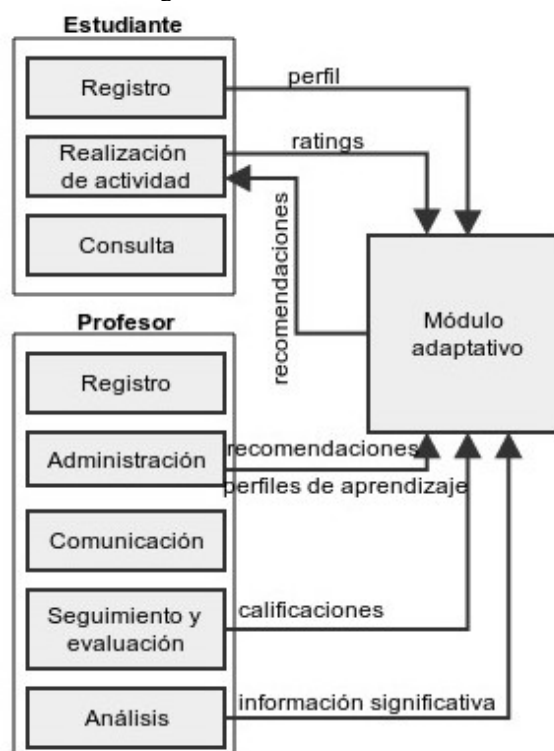 Estudiante
Registro
perfil
Realización
de actividad
ratings
recomendaciones
Consulta
Módulo
adaptativo
Profesor
Registro
Administración
recomendaciones
perfiles de aprendizaje
Comunicación
Seguimiento y
evaluación
calificaciones
Análisis
información significativa